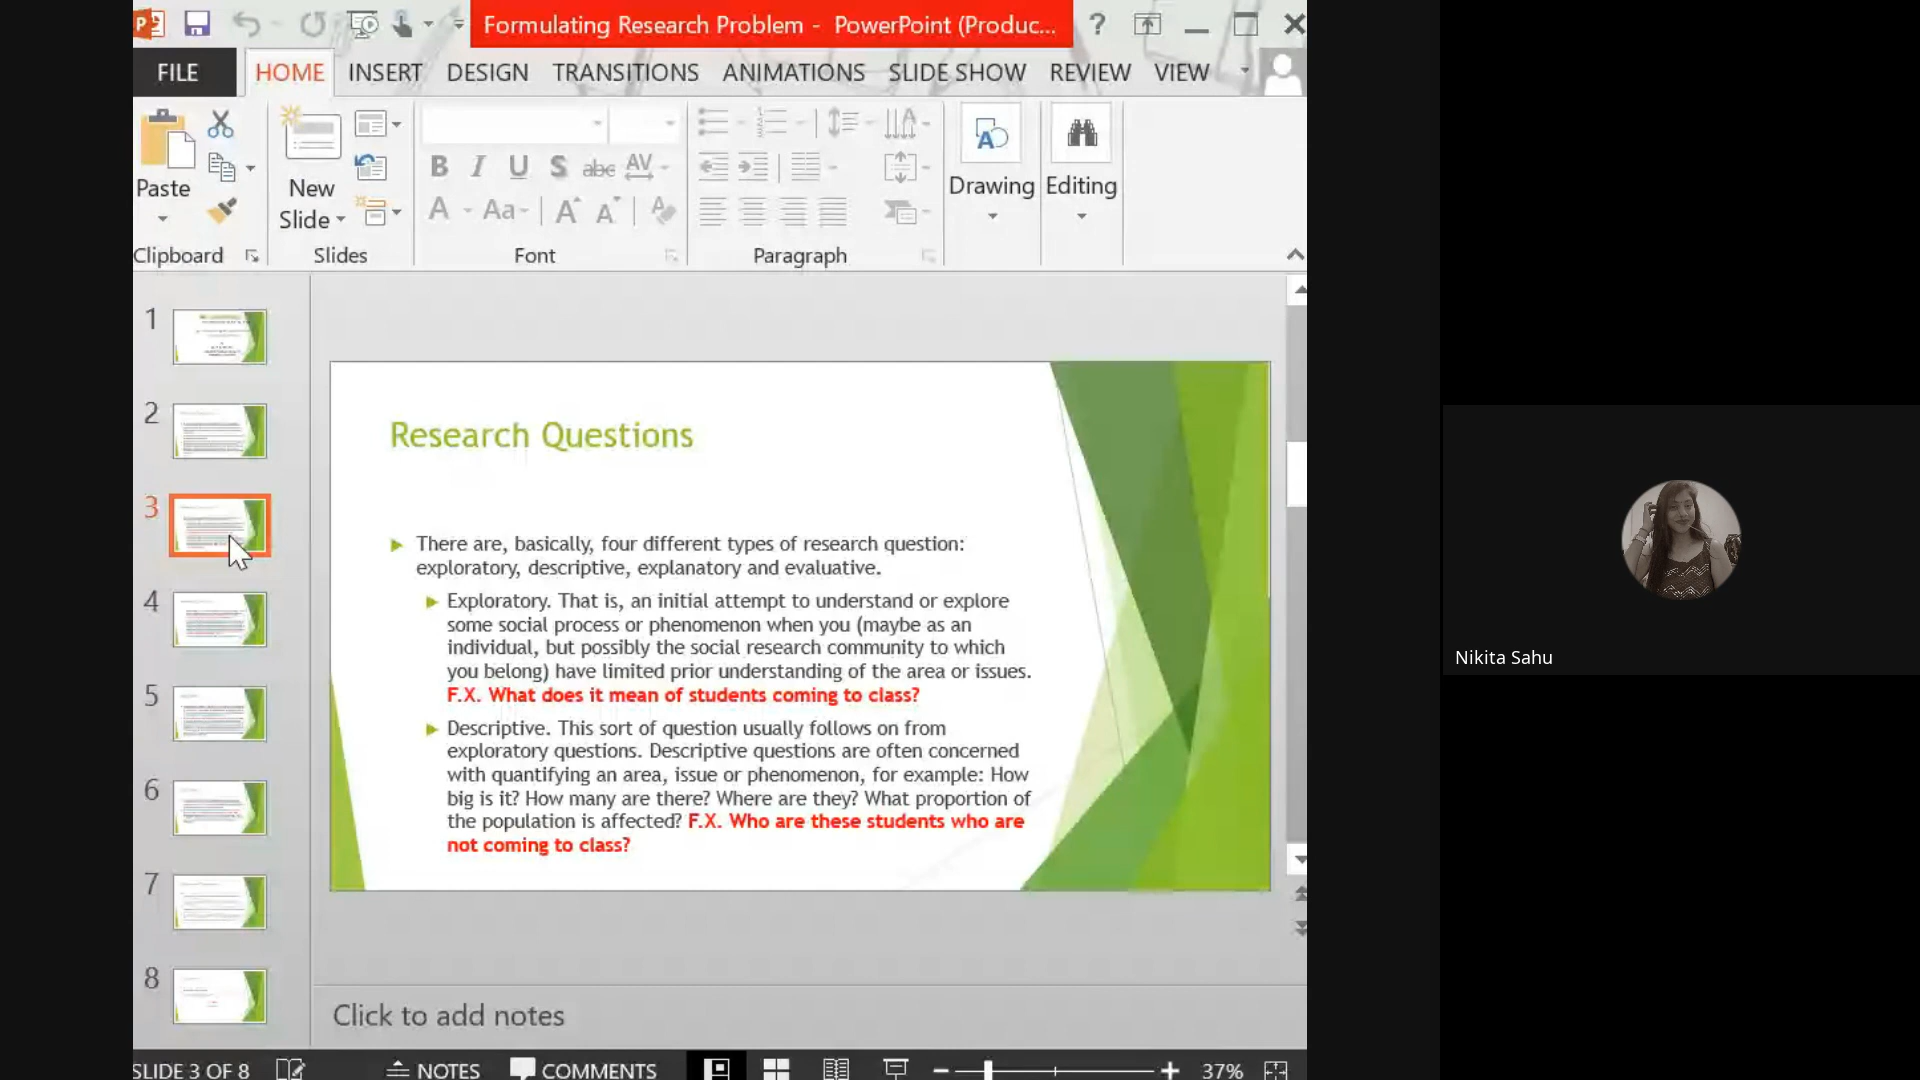 Formulating Research Problem - PowerPoint (Produc...
?
FILE
HOME
INSERT
DESIGN
TRANSITIONS
ANIMATIONS
SLIDE SHOW
REVIEW
VIEW
Paste
New
Slide
Drawing
Editing
B I U S abc AV
A Aa A A
Clipboard
Slides
Font
Paragraph
1
2
3
4
5
6
7
8
Research Questions
There are, basically, four different types of research question:
exploratory, descriptive, explanatory and evaluative.
Exploratory. That is, an initial attempt to understand or explore
some social process or phenomenon when you (maybe as an
individual, but possibly the social research community to which
you belong) have limited prior understanding of the area or issues.
F.X. What does it mean of students coming to class?
Descriptive. This sort of question usually follows on from
exploratory questions. Descriptive questions are often concerned
with quantifying an area, issue or phenomenon, for example: How
big is it? How many are there? Where are they? What proportion of
the population is affected? F.X. Who are these students who are
not coming to class?
Click to add notes
SLIDE 3 OF 8
NOTES
COMMENTS
37%
Nikita Sahu